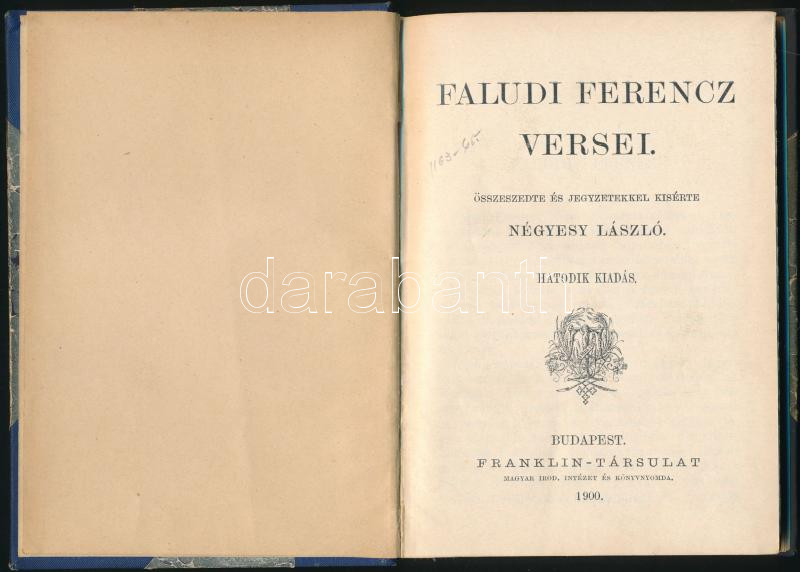 FALUDI FERENCZ
VERSEI.
ÖSSZESZEDTE ÉS JEGYZETEKKEL KISÉRTE
NÉGYESY LÁSZLÓ.
HATODIK KIADÁS.
darabanth
BUDAPEST.
FRANKLIN-TÁRSULAT
MAGYAR IROD. INTÉZET ÉS KÖNYVNYOMDA.
1900.